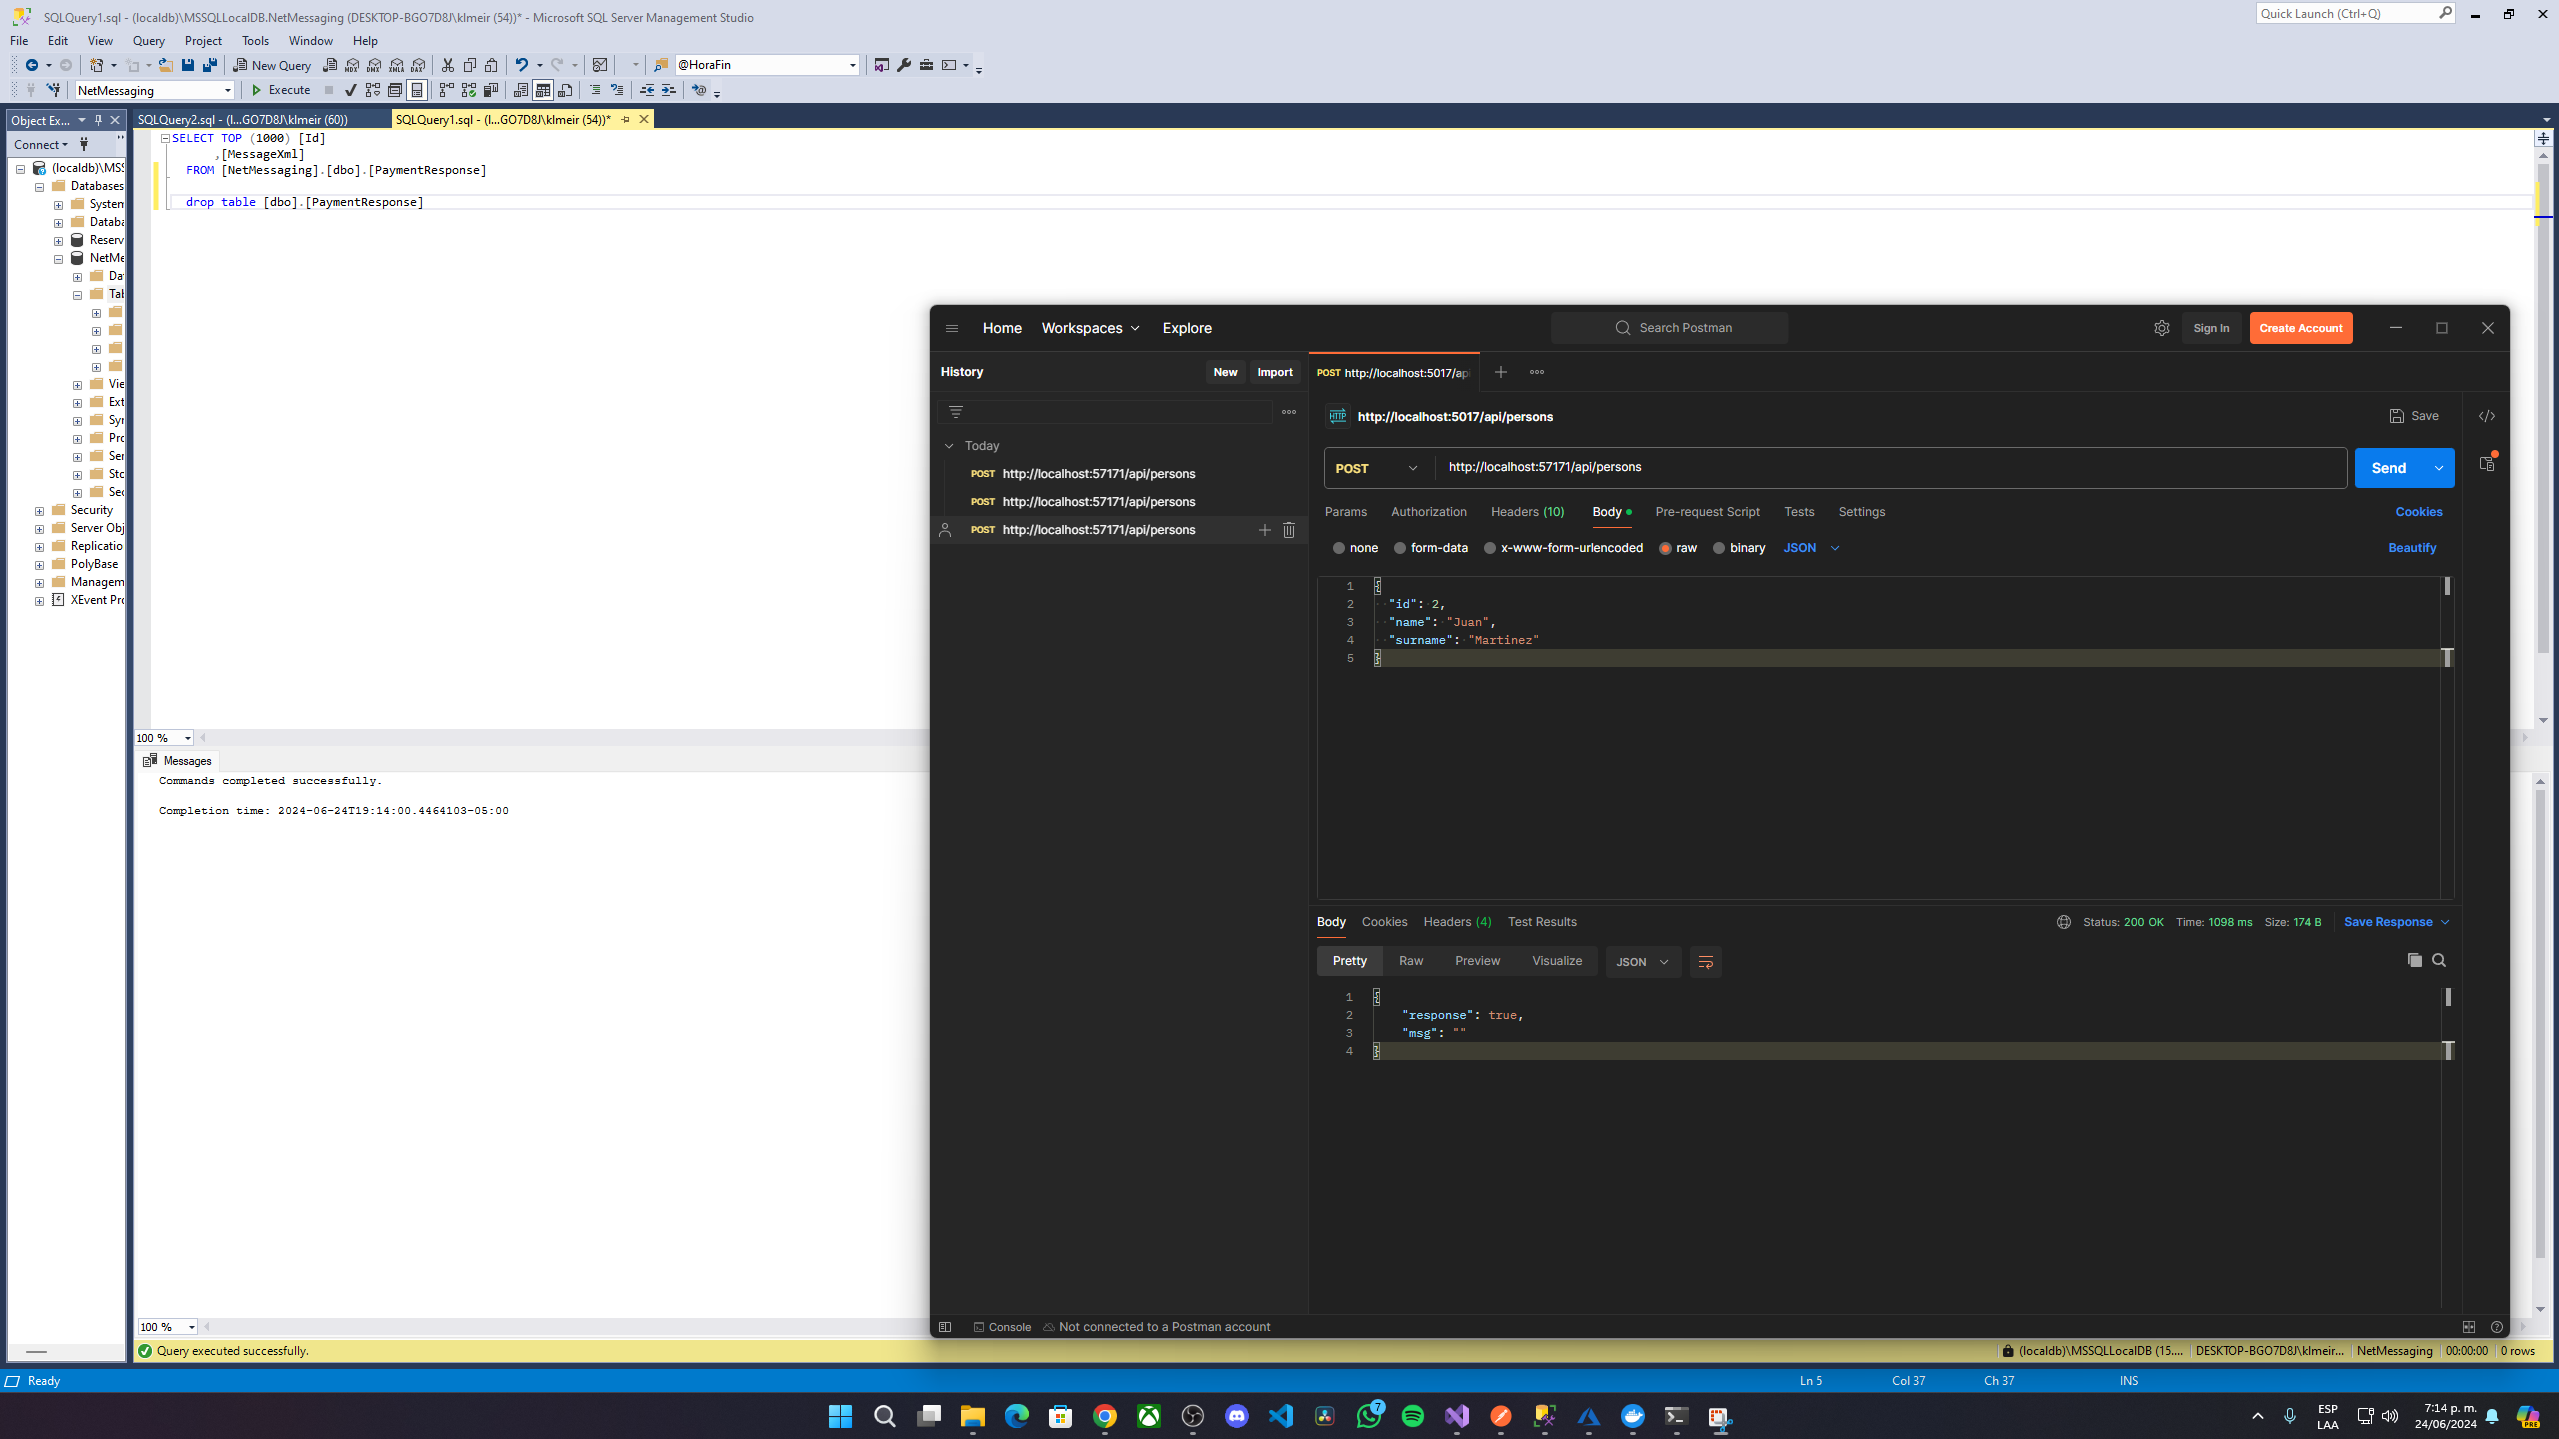 SQLQuery1.sql - (localdb)\MSSQLLocalDB.NetMessaging (DESKTOP-BGO7D8J\klmeir (54))* - Microsoft SQL Server Management Studio
Quick Launch (Ctrl+Q)
File Edit View Query Project Tools Window Help
New Query
@HoraFin
NetMessaging
Execute
Object Ex...
Connect
(localdb)\MSS
Databases
System
Databa
Reserv
NetMe
Dat
Tab
Vie
Ext
Syn
Pro
Ser
Sto
Sec
Security
Server Obj
Replicatio
PolyBase
Managem
XEvent Pro
SQLQuery2.sql - (l...GO7D8J\klmeir (60))
SQLQuery1.sql - (l...GO7D8J\klmeir (54))*
SELECT TOP (1000) [Id]
,[MessageXml]
FROM [NetMessaging].[dbo].[PaymentResponse]
drop table [dbo].[PaymentResponse]
100 %
Messages
Commands completed successfully.
Completion time: 2024-06-24T19:14:00.4464103-05:00
100 %
Query executed successfully.
(localdb)\MSSQLLocalDB (15.... DESKTOP-BGO7D8J\klmeir... NetMessaging 00:00:00 0 rows
Ready
Ln 5 Col 37 Ch 37 INS
Home Workspaces Explore
Search Postman
Sign In
Create Account
History
New
Import
Today
POST http://localhost:57171/api/persons
POST http://localhost:57171/api/persons
POST http://localhost:57171/api/persons
POST http://localhost:5017/api
HTTP http://localhost:5017/api/persons
Save
POST http://localhost:57171/api/persons
Send
Params Authorization Headers (10) Body Pre-request Script Tests Settings
Cookies
none form-data x-www-form-urlencoded raw binary JSON
Beautify
1 {
2 "id": 2,
3 "name": "Juan",
4 "surname": "Martinez"
5 }
Body Cookies Headers (4) Test Results
Status: 200 OK Time: 1098 ms Size: 174 B
Save Response
Pretty Raw Preview Visualize JSON
1 {
2 "response": true,
3 "msg": ""
4 }
Console Not connected to a Postman account
7
ESP
LAA
7:14 p. m.
24/06/2024
PRE